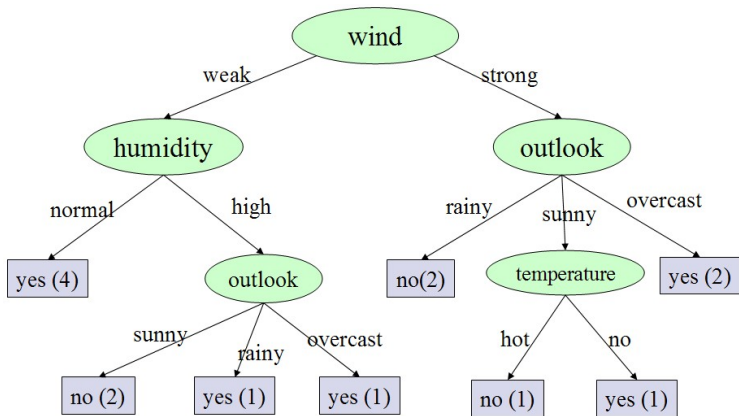 wind
weak
strong
humidity
outlook
normal
high
rainy
sunny
overcast
yes (4)
outlook
no(2)
temperature
yes (2)
sunny
rainy
overcast
hot
no
no (2)
yes (1)
yes (1)
no (1)
yes (1)